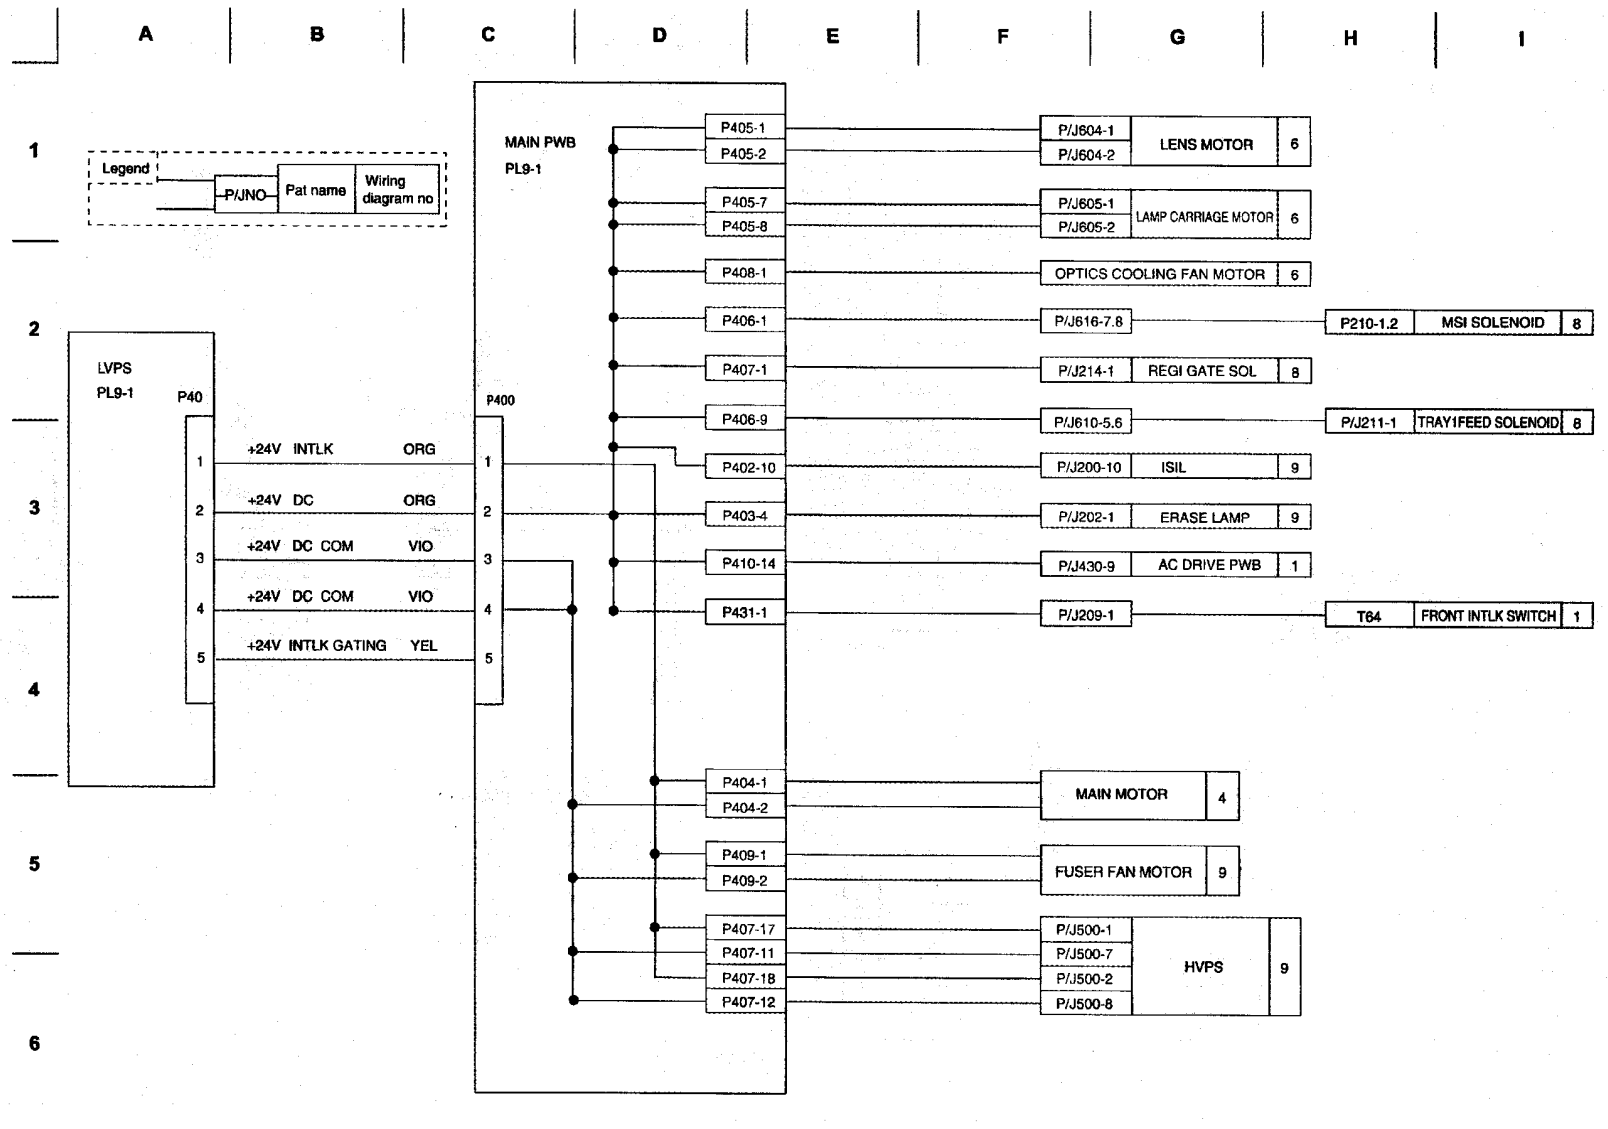 A B C D E F G H I
1
2
3
4
5
6
Legend
P/JNO
Pat name
Wiring
diagram no
LVPS
PL9-1
P40
1
2
3
4
5
+24V INTLK ORG
+24V DC ORG
+24V DC COM VIO
+24V DC COM VIO
+24V INTLK GATING YEL
MAIN PWB
PL9-1
P400
1
2
3
4
5
P405-1 P/J604-1
P405-2 P/J604-2
LENS MOTOR 6
P405-7 P/J605-1
P405-8 P/J605-2
LAMP CARRIAGE MOTOR 6
P408-1 OPTICS COOLING FAN MOTOR 6
P406-1 P/J616-7.8 P210-1.2 MSI SOLENOID 8
P407-1 P/J214-1 REGI GATE SOL 8
P406-9 P/J610-5.6 P/J211-1 TRAY1FEED SOLENOID 8
P402-10 P/J200-10 ISIL 9
P403-4 P/J202-1 ERASE LAMP 9
P410-14 P/J430-9 AC DRIVE PWB 1
P431-1 P/J209-1 T64 FRONT INTLK SWITCH 1
P404-1
P404-2
MAIN MOTOR 4
P409-1
P409-2
FUSER FAN MOTOR 9
P407-17 P/J500-1
P407-11 P/J500-7
P407-18 P/J500-2
P407-12 P/J500-8
HVPS 9